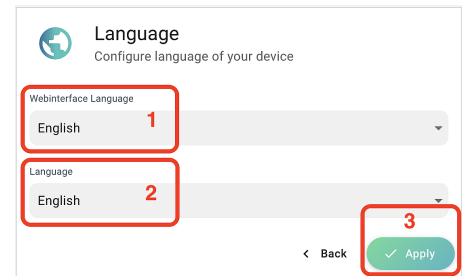 Language
Configure language of your device
Webinterface Language
English
1
Language
English
2
3
Back
Apply